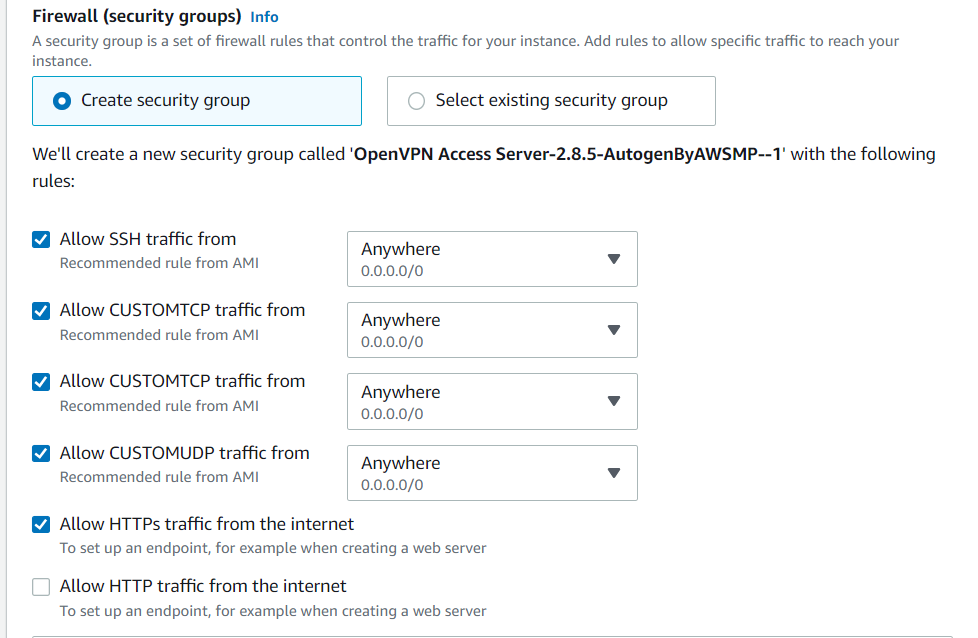 Firewall (security groups) Info
A security group is a set of firewall rules that control the traffic for your instance. Add rules to allow specific traffic to reach your
instance.
Create security group
Select existing security group
We'll create a new security group called 'OpenVPN Access Server-2.8.5-AutogenByAWSMP--1' with the following
rules:
Allow SSH traffic from
Recommended rule from AMI
Anywhere
0.0.0.0/0
Allow CUSTOMTCP traffic from
Recommended rule from AMI
Anywhere
0.0.0.0/0
Allow CUSTOMTCP traffic from
Recommended rule from AMI
Anywhere
0.0.0.0/0
Allow CUSTOMUDP traffic from
Recommended rule from AMI
Anywhere
0.0.0.0/0
Allow HTTPs traffic from the internet
To set up an endpoint, for example when creating a web server
Allow HTTP traffic from the internet
To set up an endpoint, for example when creating a web server